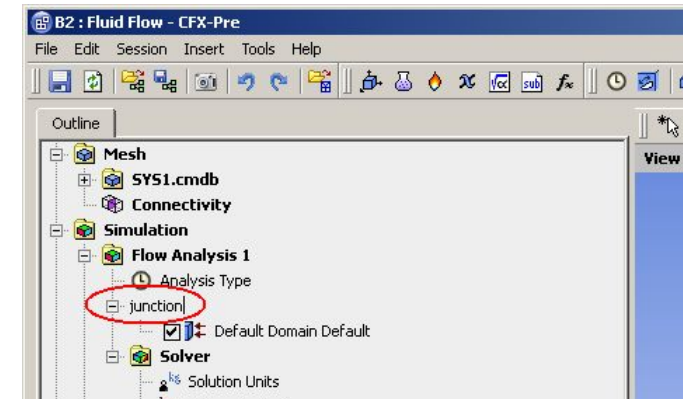 B2 : Fluid Flow - CFX-Pre
File Edit Session Insert Tools Help
Outline
View
Mesh
SYS1.cmdb
Connectivity
Simulation
Flow Analysis 1
Analysis Type
junction
Default Domain Default
Solver
Solution Units